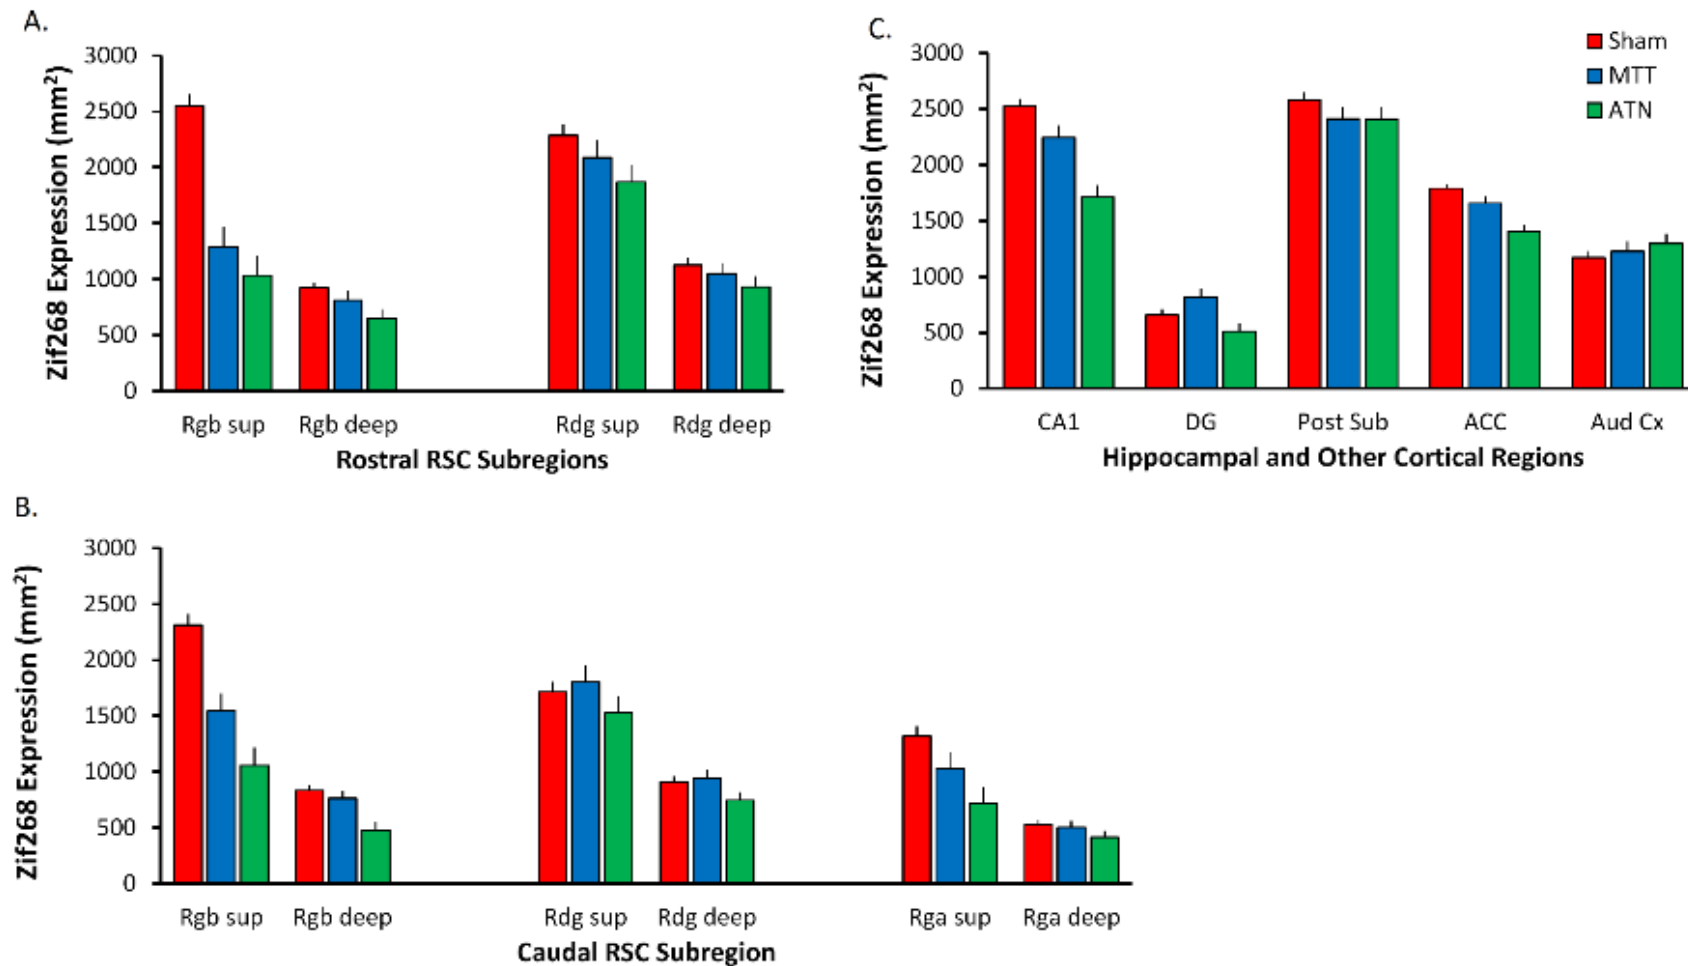 A.
Zif268 Expression (mm²)
3000
2500
2000
1500
1000
500
0
Rgb sup
Rgb deep
Rdg sup
Rdg deep
Rostral RSC Subregions
C.
Zif268 Expression (mm²)
3000
2500
2000
1500
1000
500
0
CA1
DG
Post Sub
ACC
Aud Cx
Hippocampal and Other Cortical Regions
Sham
MTT
ATN
B.
Zif268 Expression (mm²)
3000
2500
2000
1500
1000
500
0
Rgb sup
Rgb deep
Rdg sup
Rdg deep
Rga sup
Rga deep
Caudal RSC Subregion